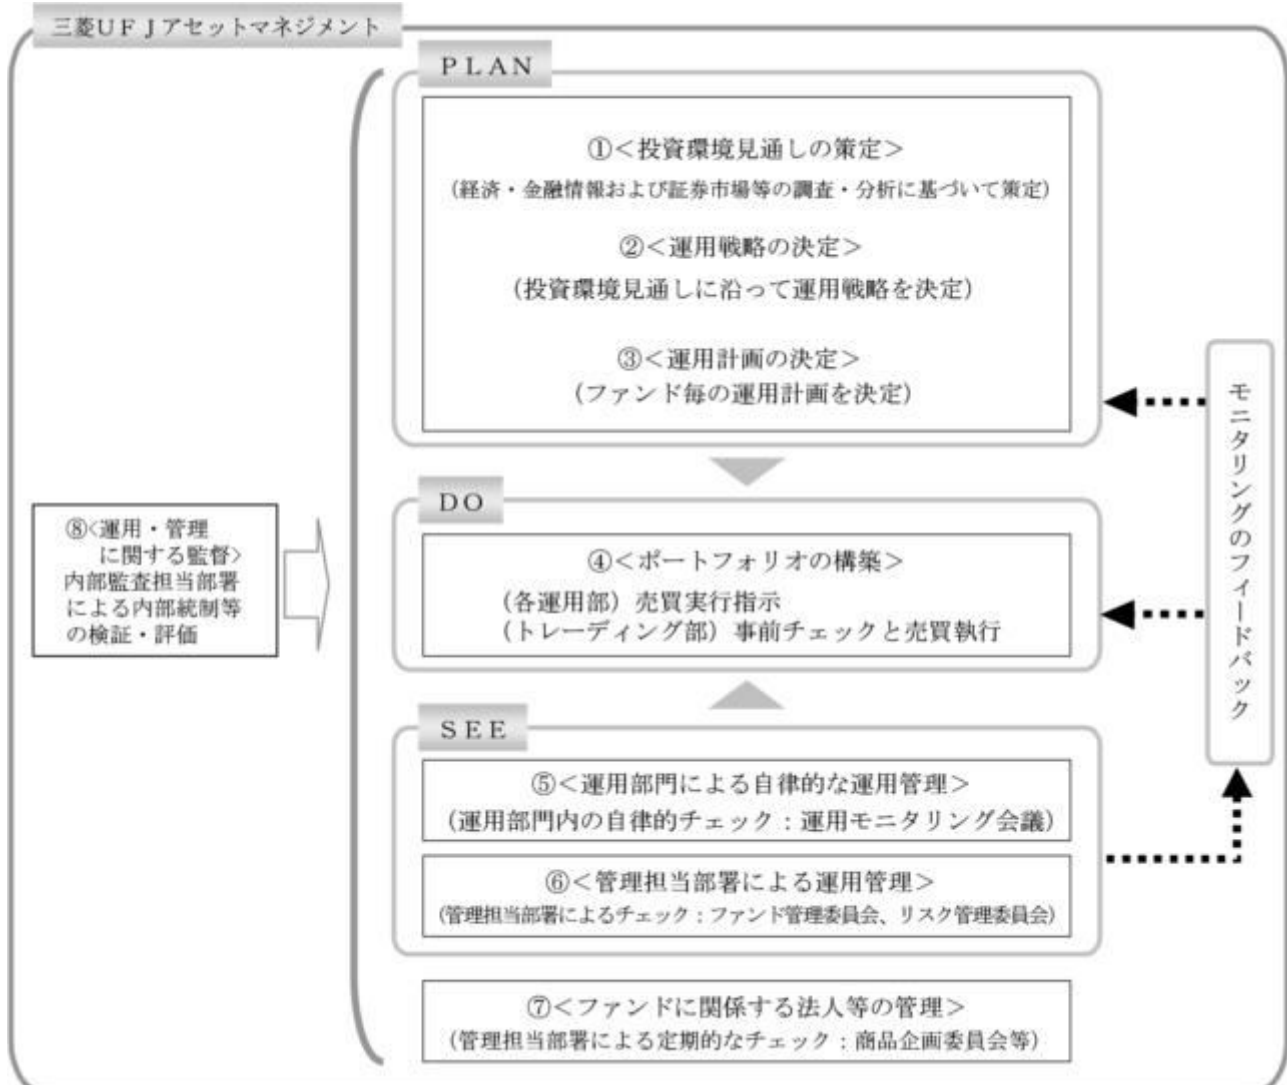 三菱UFJアセットマネジメント
PLAN
①<投資環境見通しの策定>
(経済・金融情報および証券市場等の調査・分析に基づいて策定)
②<運用戦略の決定>
(投資環境見通しに沿って運用戦略を決定)
③<運用計画の決定>
(ファンド毎の運用計画を決定)
DO
④<ポートフォリオの構築>
(各運用部)売買実行指示
(トレーディング部)事前チェックと売買執行
SEE
⑤<運用部門による自律的な運用管理>
(運用部門内の自律的チェック:運用モニタリング会議)
⑥<管理担当部署による運用管理>
(管理担当部署によるチェック:ファンド管理委員会、リスク管理委員会)
⑦<ファンドに関係する法人等の管理>
(管理担当部署による定期的なチェック:商品企画委員会等)
⑧<運用・管理
に関する監督>
内部監査担当部署
による内部統制等
の検証・評価
モニタリングのフィードバック